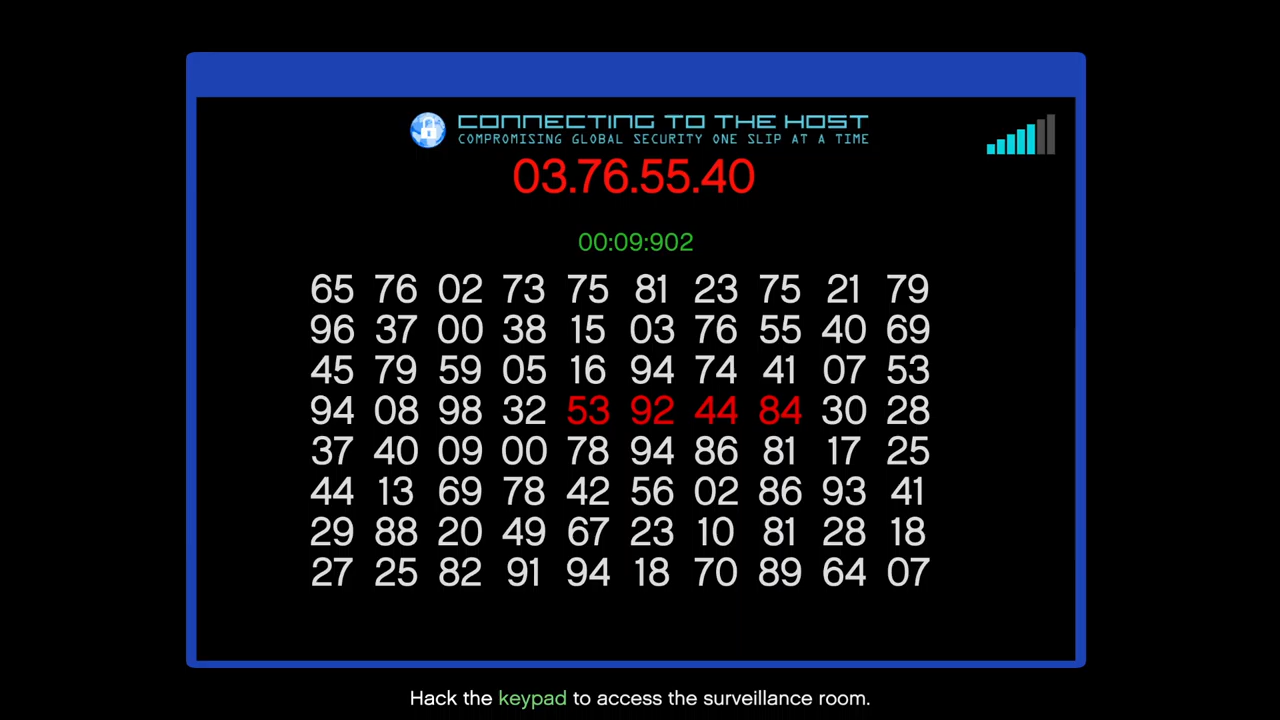 CONNECTING TO THE HOST
COMPROMISING GLOBAL SECURITY ONE SLIP AT A TIME
03.76.55.40
00:09:902
65 76 02 73 75 81 23 75 21 79
96 37 00 38 15 03 76 55 40 69
45 79 59 05 16 94 74 41 07 53
94 08 98 32 53 92 44 84 30 28
37 40 09 00 78 94 86 81 17 25
44 13 69 78 42 56 02 86 93 41
29 88 20 49 67 23 10 81 28 18
27 25 82 91 94 18 70 89 64 07
Hack the keypad to access the surveillance room.